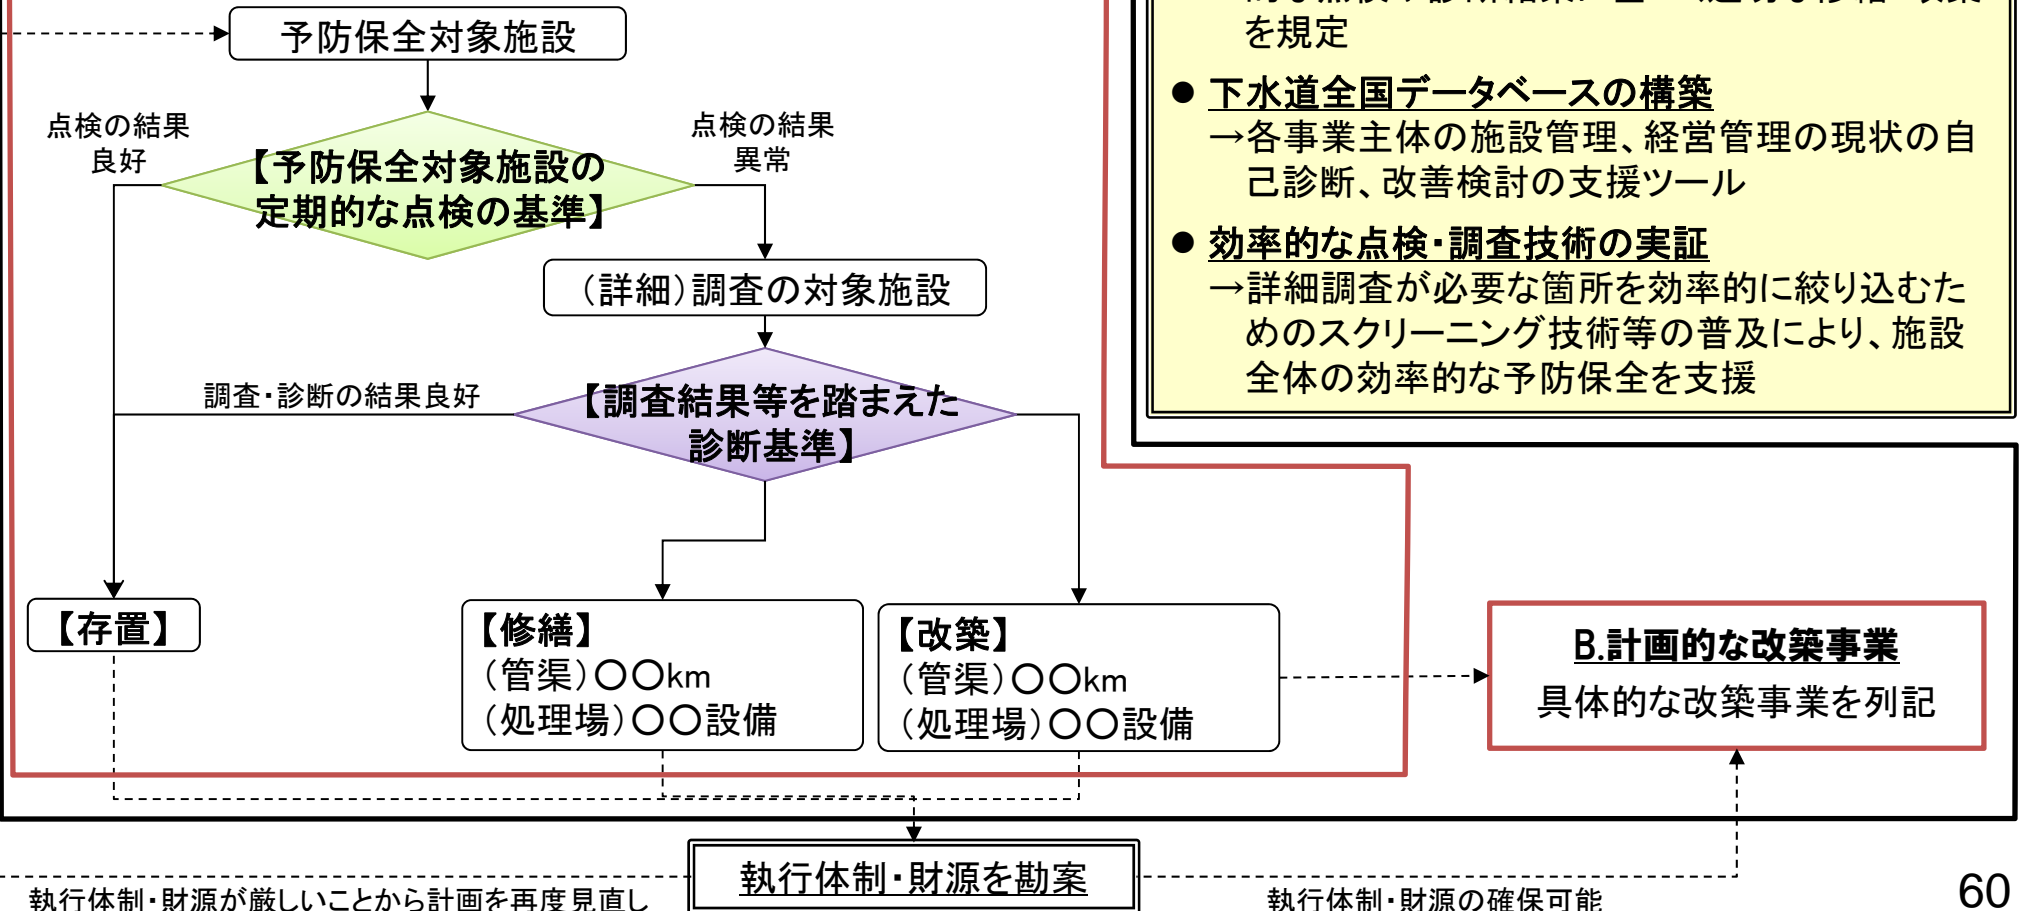 予防保全対象施設
点検の結果
良好
点検の結果
異常
【予防保全対象施設の
定期的な点検の基準】
（詳細）調査の対象施設
調査・診断の結果良好
【調査結果等を踏まえた
診断基準】
【存置】
【修繕】
（管渠）〇〇km
（処理場）〇〇設備
【改築】
（管渠）〇〇km
（処理場）〇〇設備
を規定
● 下水道全国データベースの構築
→各事業主体の施設管理、経営管理の現状の自
己診断、改善検討の支援ツール
● 効率的な点検・調査技術の実証
→詳細調査が必要な箇所を効率的に絞り込むた
めのスクリーニング技術等の普及により、施設
全体の効率的な予防保全を支援
B.計画的な改築事業
具体的な改築事業を列記
執行体制・財源を勘案
執行体制・財源が厳しいことから計画を再度見直し
執行体制・財源の確保可能
60